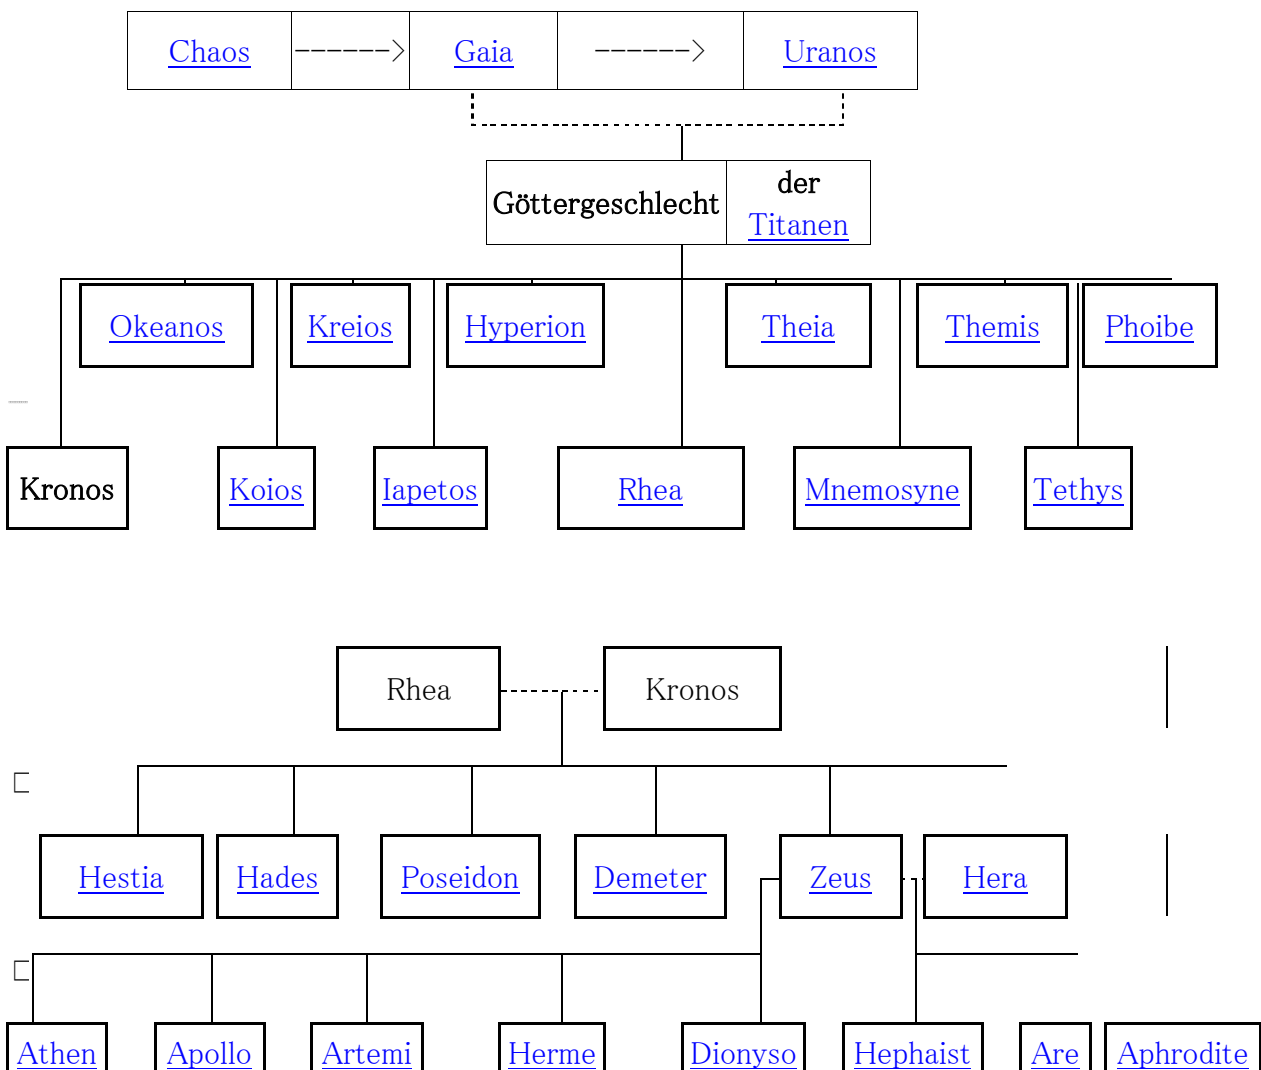 Chaos ------> Gaia ------> Uranos
Göttergeschlecht der
Titanen
Okeanos Kreios Hyperion Theia Themis Phoibe
Kronos Koios Iapetos Rhea Mnemosyne Tethys
Rhea Kronos
Hestia Hades Poseidon Demeter Zeus Hera
Athen Apollo Artemi Herme Dionyso Hephaist Are Aphrodite